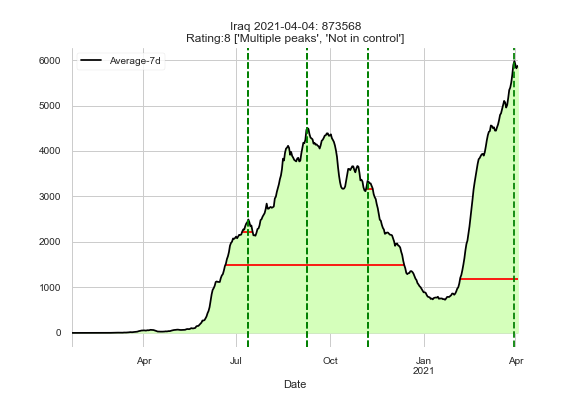 Iraq 2021-04-04: 873568
Rating:8 ['Multiple peaks', 'Not in control']
Average-7d
6000
5000
4000
3000
2000
1000
0
Apr Jul Oct Jan Apr
2021
Date